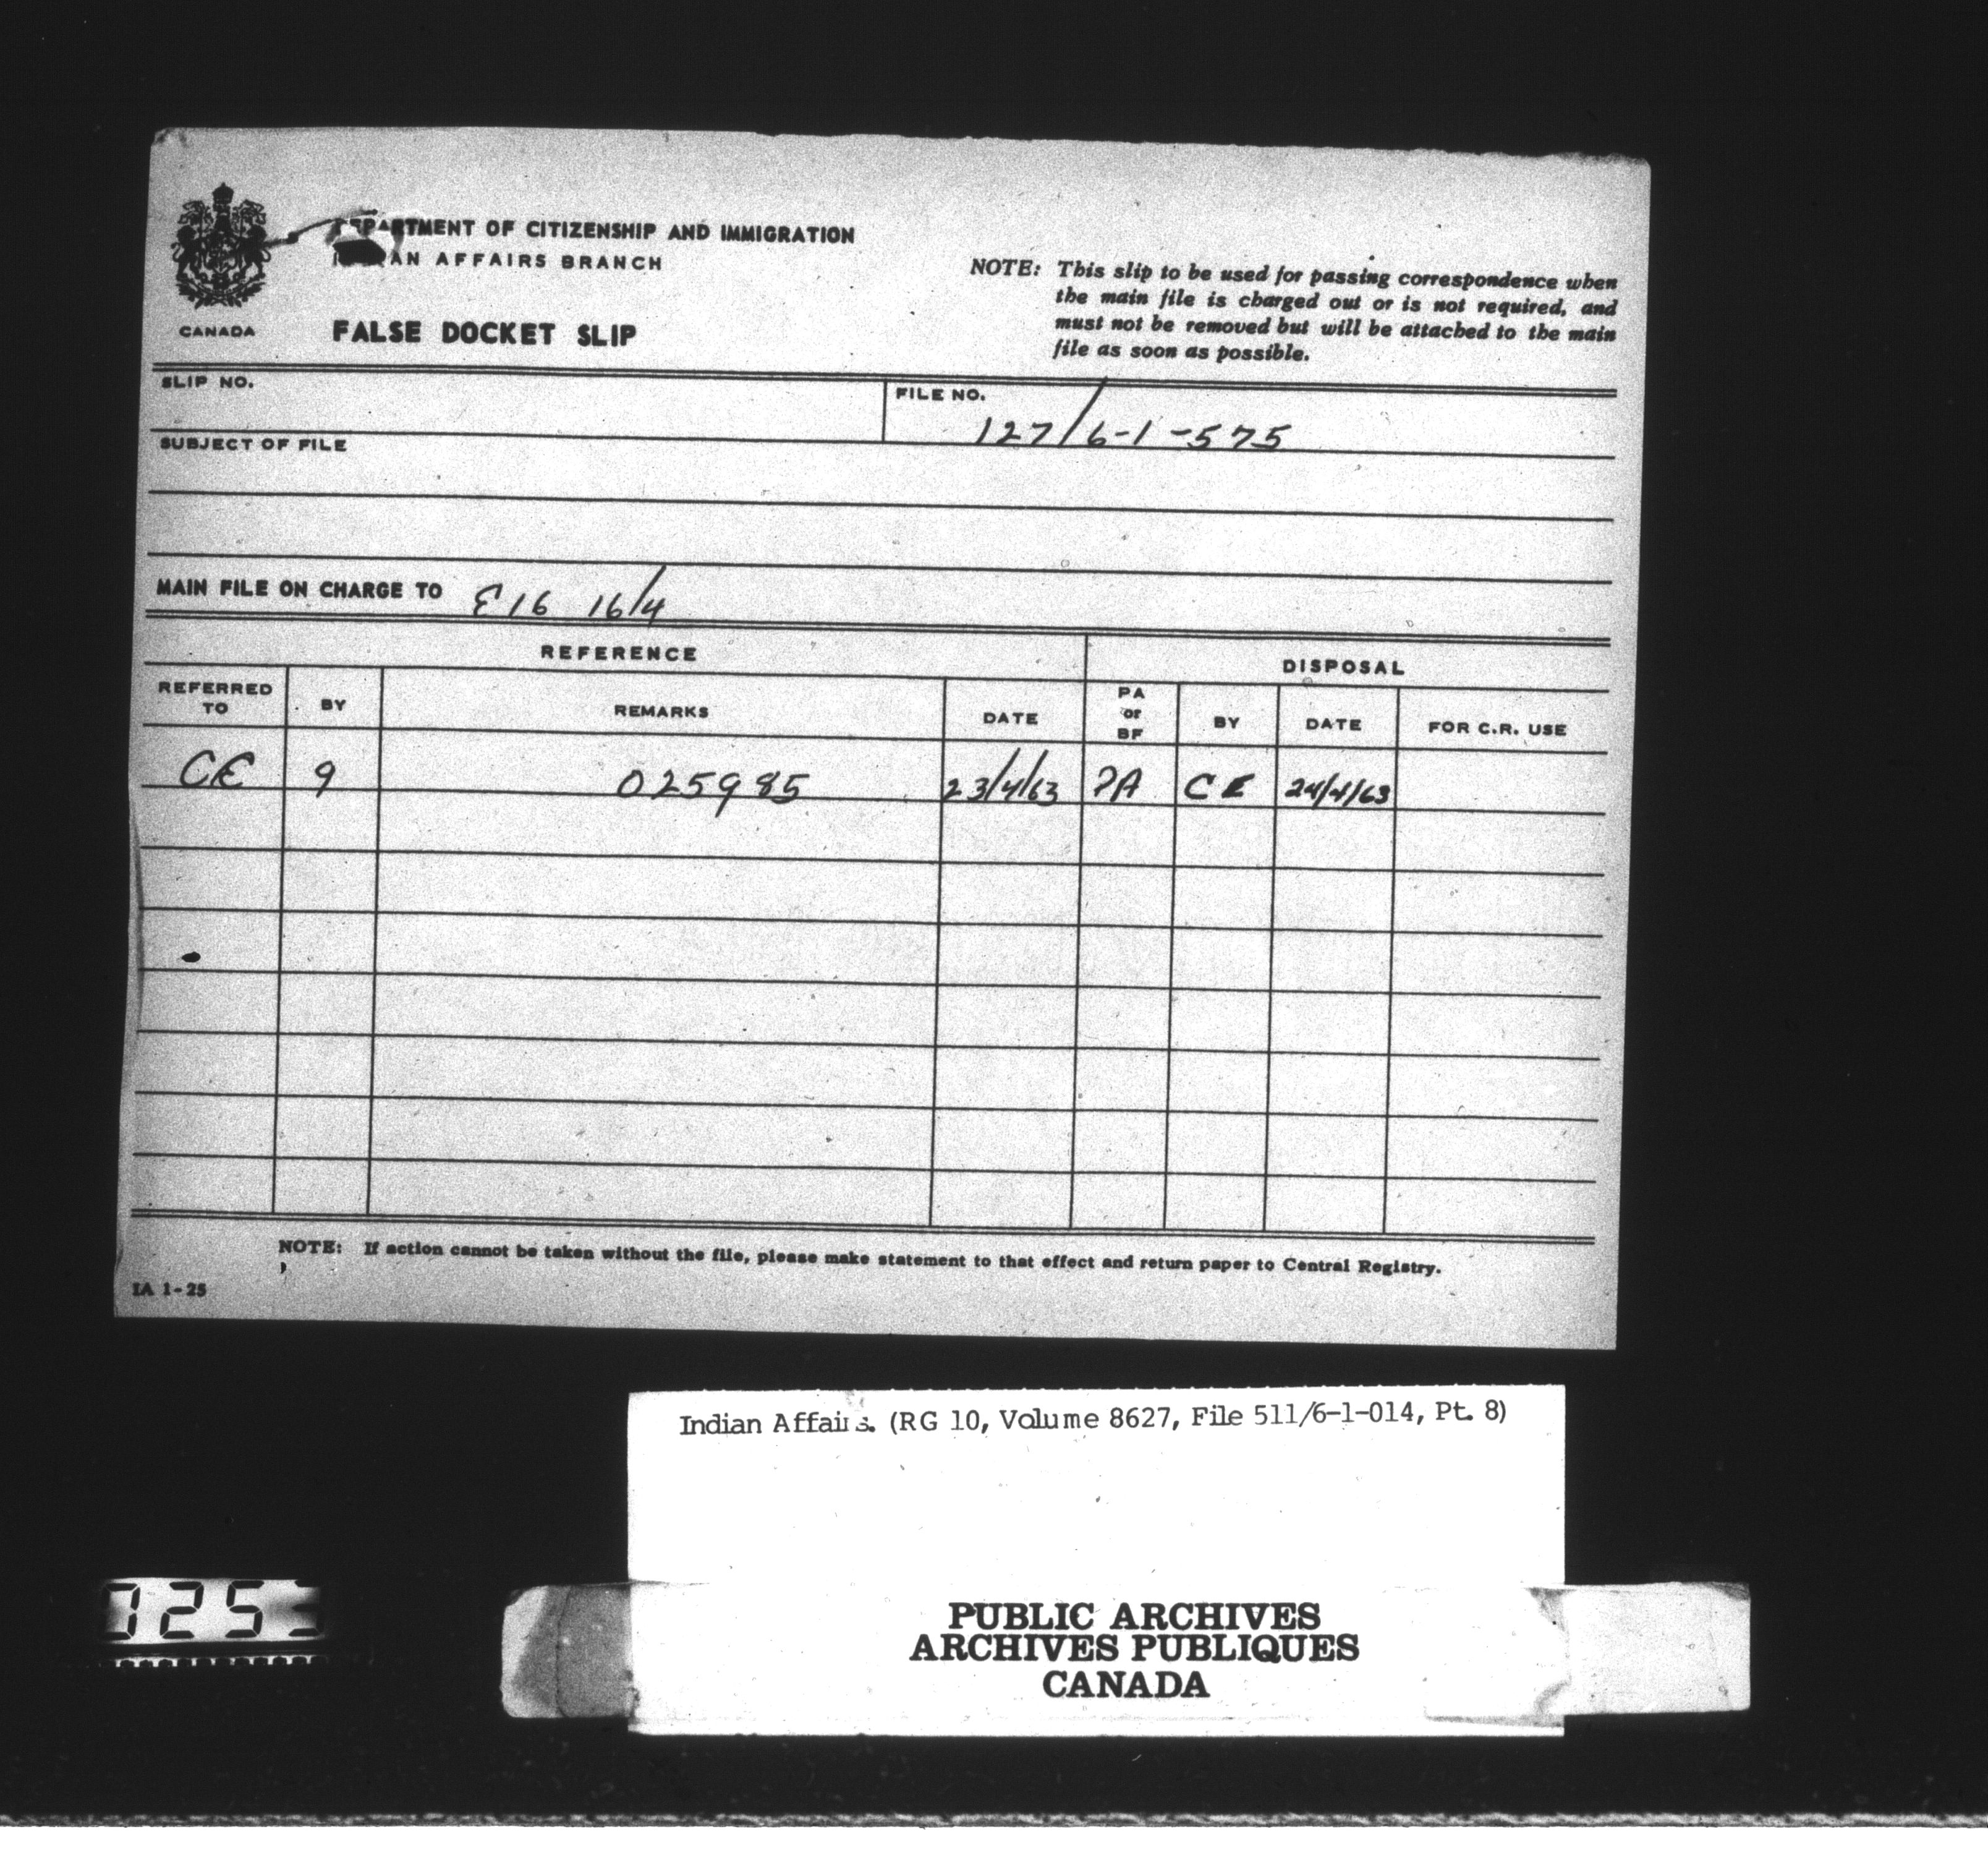 DEPARTMENT OF CITIZENSHIP AND IMMIGRATION
INDIAN AFFAIRS BRANCH
CANADA
FALSE DOCKET SLIP
NOTE: This slip to be used for passing correspondence when
the main file is charged out or is not required, and
must not be removed but will be attached to the main
file as soon as possible.
SLIP NO.
FILE NO.
127/6-1-575
SUBJECT OF FILE
MAIN FILE ON CHARGE TO E16 16/4
REFERENCE DISPOSAL
REFERRED TO BY REMARKS DATE PA or BF BY DATE FOR C.R. USE
CE 9 025985 23/4/63 PA CE 24/4/63
NOTE: If action cannot be taken without the file, please make statement to that effect and return paper to Central Registry.
IA 1-25
Indian Affairs. (RG 10, Volume 8627, File 511/6-1-014, Pt. 8)
PUBLIC ARCHIVES
ARCHIVES PUBLIQUES
CANADA